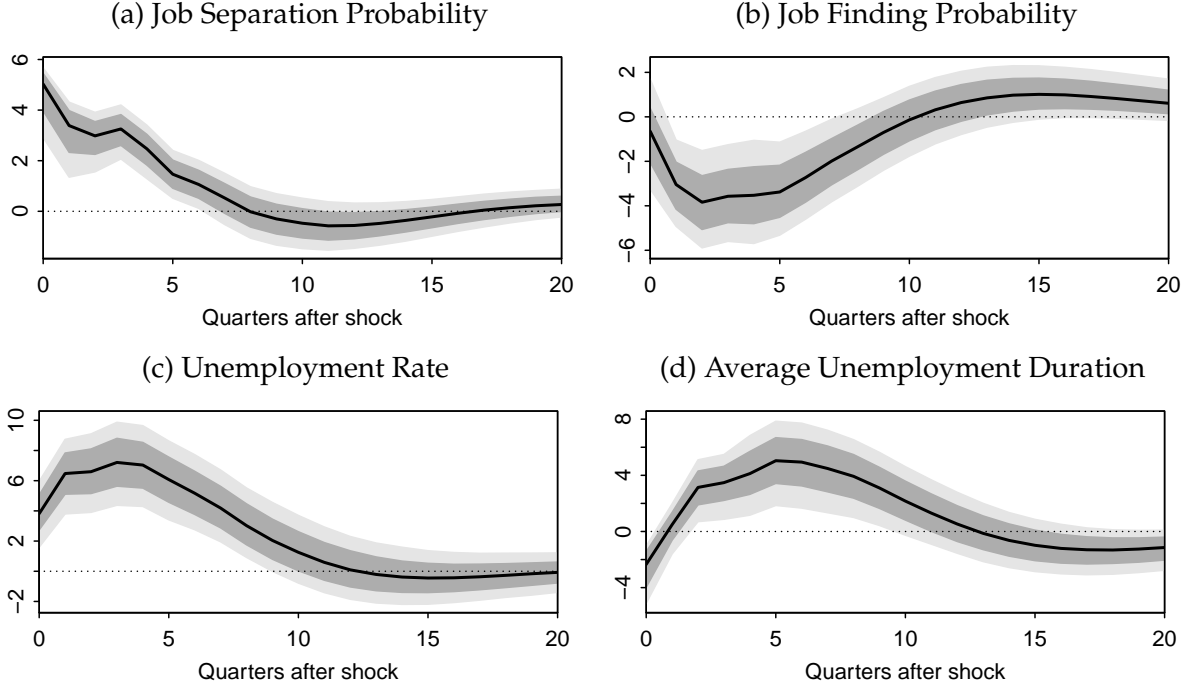 (a) Job Separation Probability
6
4
2
0
0 5 10 15 20
Quarters after shock
(b) Job Finding Probability
2
0
−2
−4
−6
0 5 10 15 20
Quarters after shock
(c) Unemployment Rate
10
6
2
−2
0 5 10 15 20
Quarters after shock
(d) Average Unemployment Duration
8
4
0
−4
0 5 10 15 20
Quarters after shock